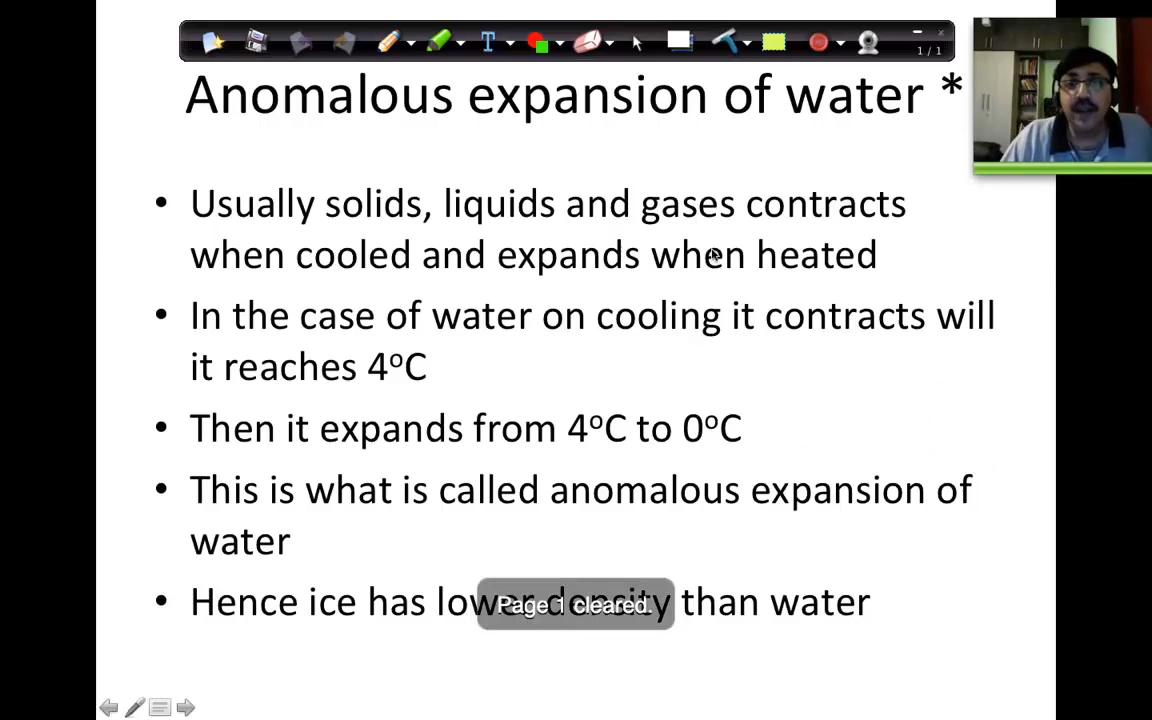 T
1 / 1
Anomalous expansion of water *
• Usually solids, liquids and gases contracts
when cooled and expands when heated
• In the case of water on cooling it contracts will
it reaches 4ºC
• Then it expands from 4ºC to 0ºC
• This is what is called anomalous expansion of
water
• Hence ice has lower density than water
Page 1 cleared.